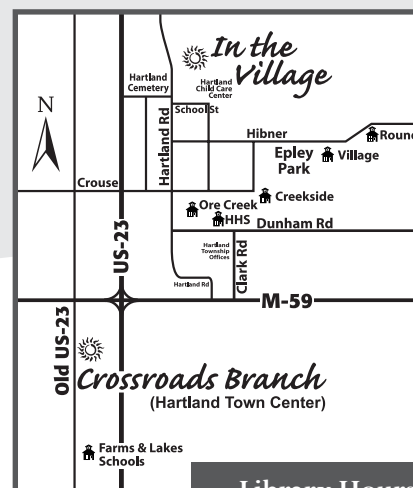 In the
Village
Hartland
Cemetery
Hartland
Child Care
Center
School St
Hartland Rd
N
Hibner
Round
Epley
Park
Village
Crouse
Creekside
Ore Creek
HHS
Dunham Rd
US-23
Hartland
Township
Offices
Clark Rd
Hartland Rd
M-59
Old US-23
Crossroads Branch
(Hartland Town Center)
Farms & Lakes
Schools
Library Hours